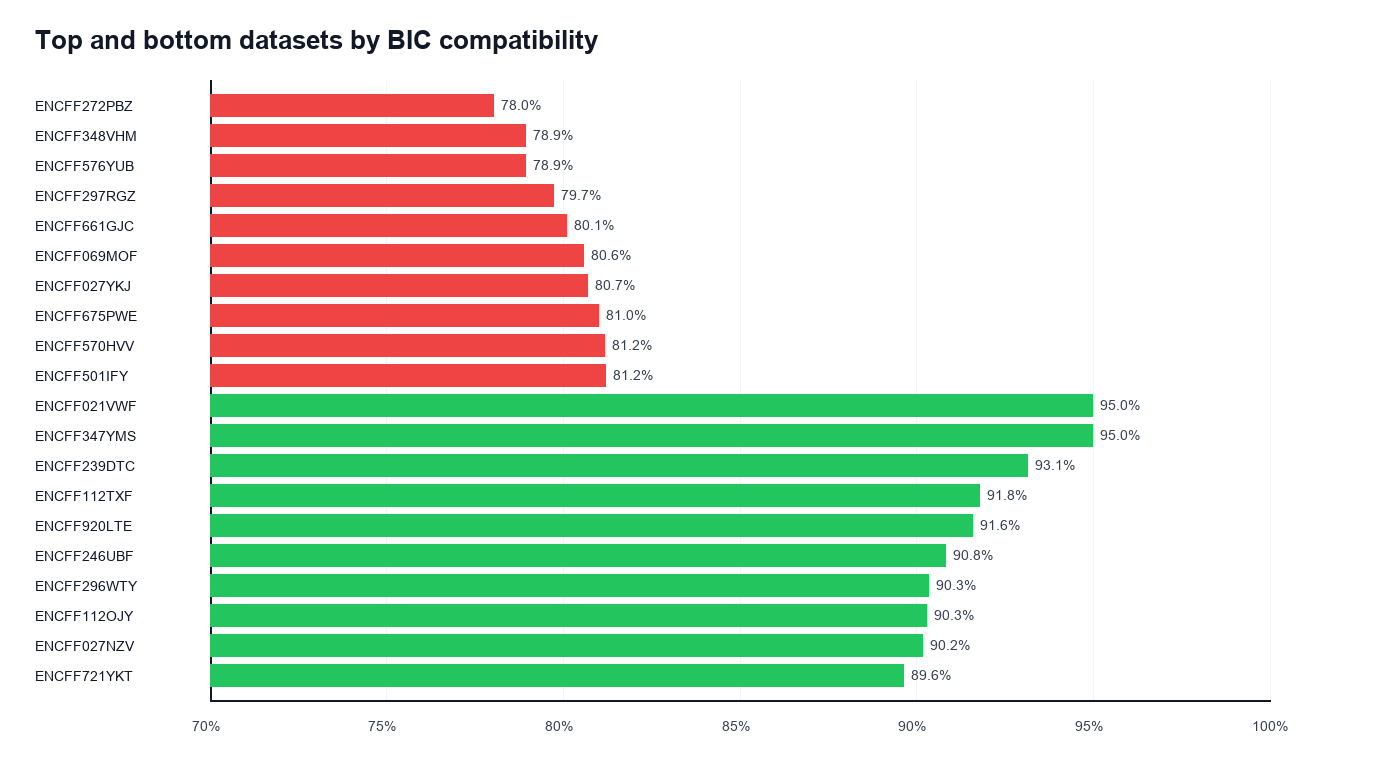 Top and bottom datasets by BIC compatibility
ENCFF272PBZ 78.0%
ENCFF348VHM 78.9%
ENCFF576YUB 78.9%
ENCFF297RGZ 79.7%
ENCFF661GJC 80.1%
ENCFF069MOF 80.6%
ENCFF027YKJ 80.7%
ENCFF675PWE 81.0%
ENCFF570HVV 81.2%
ENCFF501IFY 81.2%
ENCFF021VWF 95.0%
ENCFF347YMS 95.0%
ENCFF239DTC 93.1%
ENCFF112TXF 91.8%
ENCFF920LTE 91.6%
ENCFF246UBF 90.8%
ENCFF296WTY 90.3%
ENCFF112OJY 90.3%
ENCFF027NZV 90.2%
ENCFF721YKT 89.6%
70% 75% 80% 85% 90% 95% 100%